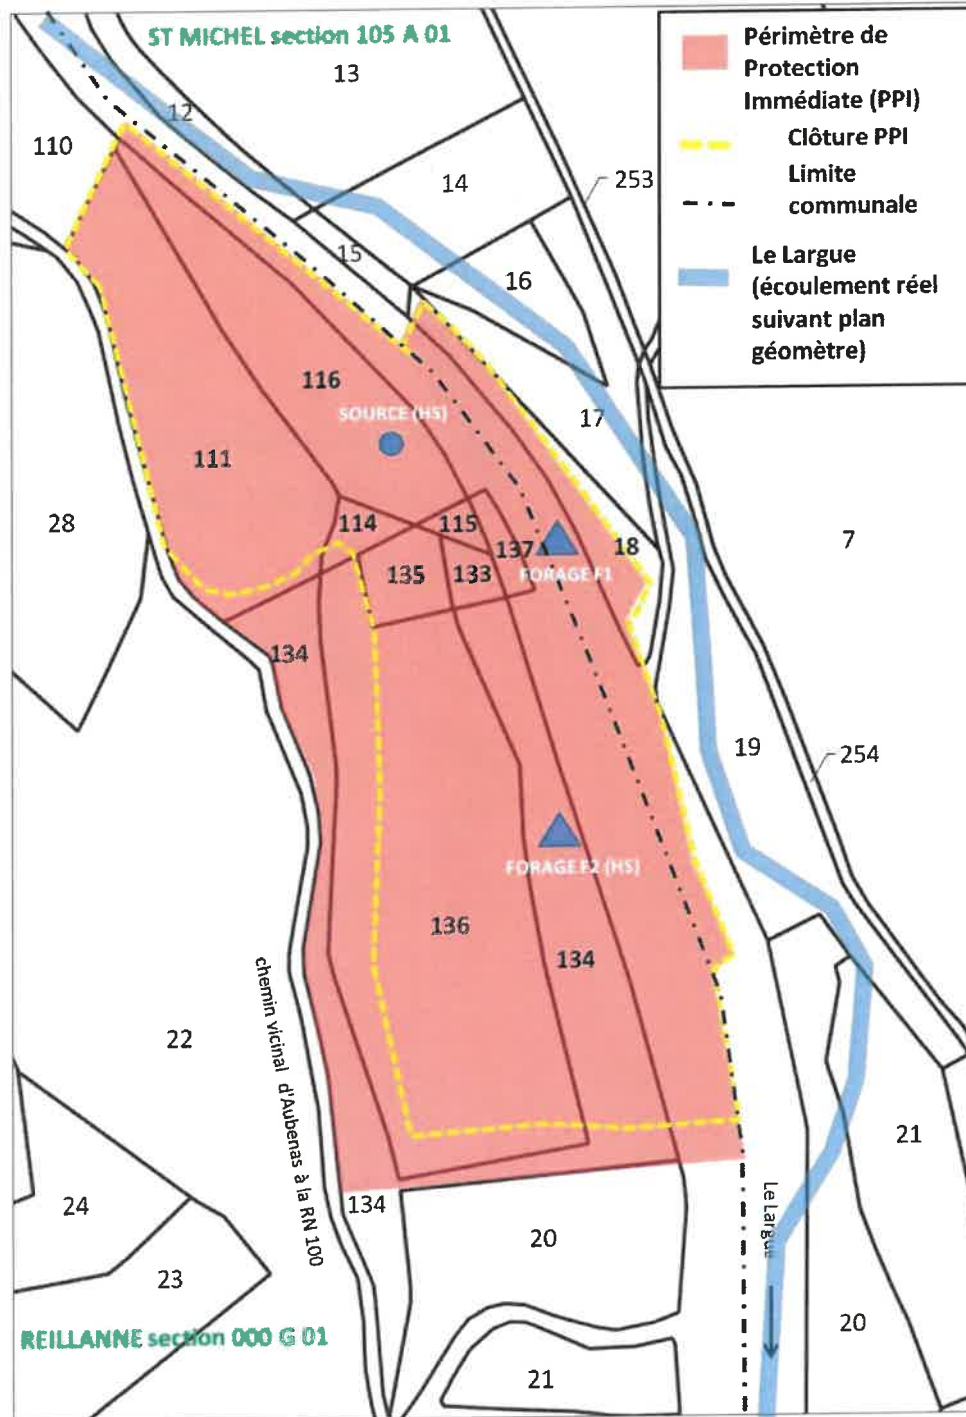 ST MICHEL section 105 A 01
Périmètre de
Protection
Immédiate (PPI)
Clôture PPI
Limite
communale
Le Largue
(écoulement réel
suivant plan
géomètre)
13
12
110
14
253
15
16
116
SOURCE (HS)
17
111
28
114
115
137
18
7
135
133
FORAGE F1
134
19
254
FORAGE F2 (HS)
136
134
22
chemin vicinal d'Aubenas à la RN 100
21
24
134
Le Largue
20
23
20
REILLANNE section 000 G 01
21